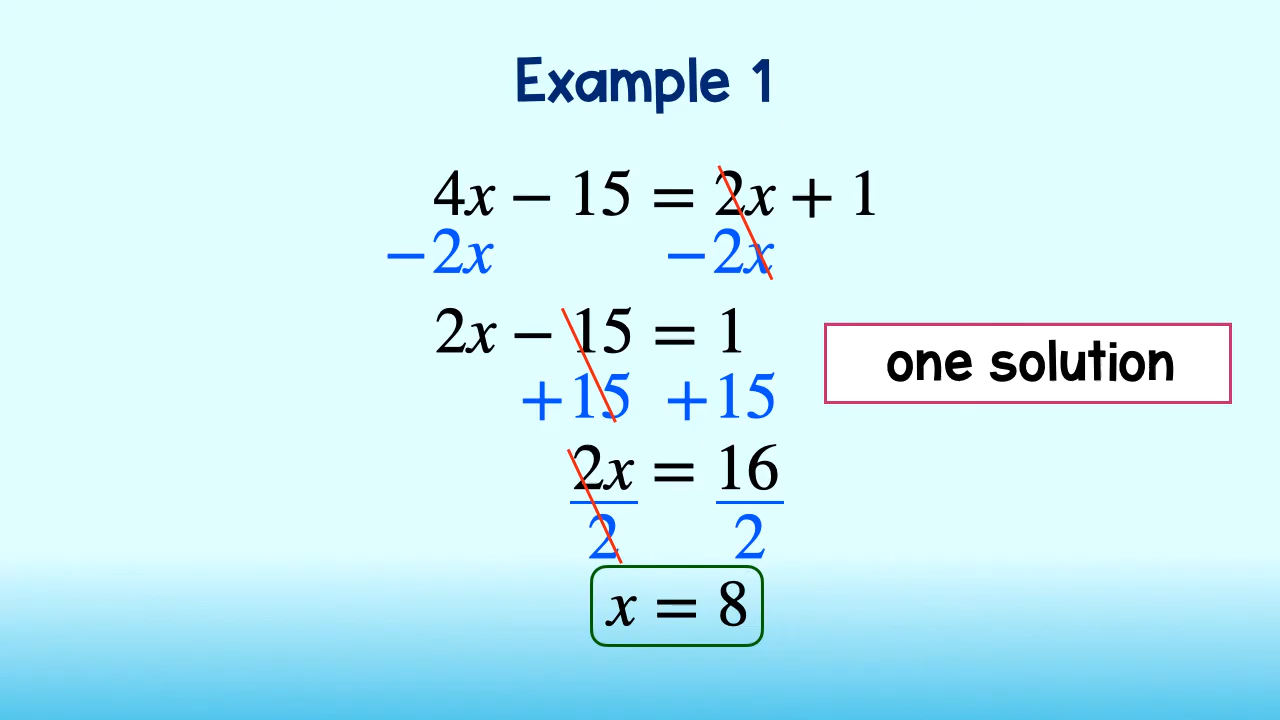 Example 1
4x − 15 = 2x + 1
−2x −2x
2x − 15 = 1
+15 +15
one solution
2x = 16
2 2
x = 8